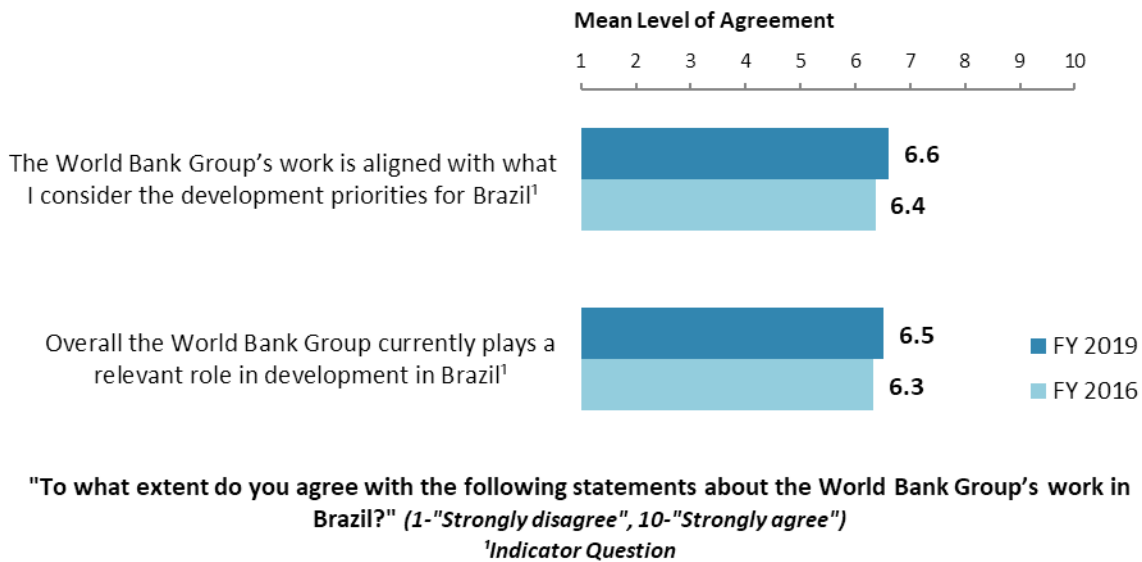 Mean Level of Agreement
1 2 3 4 5 6 7 8 9 10
The World Bank Group’s work is aligned with what
I consider the development priorities for Brazil¹
6.6
6.4
Overall the World Bank Group currently plays a
relevant role in development in Brazil¹
6.5
6.3
FY 2019
FY 2016
"To what extent do you agree with the following statements about the World Bank Group’s work in
Brazil?" (1-"Strongly disagree", 10-"Strongly agree")
¹Indicator Question